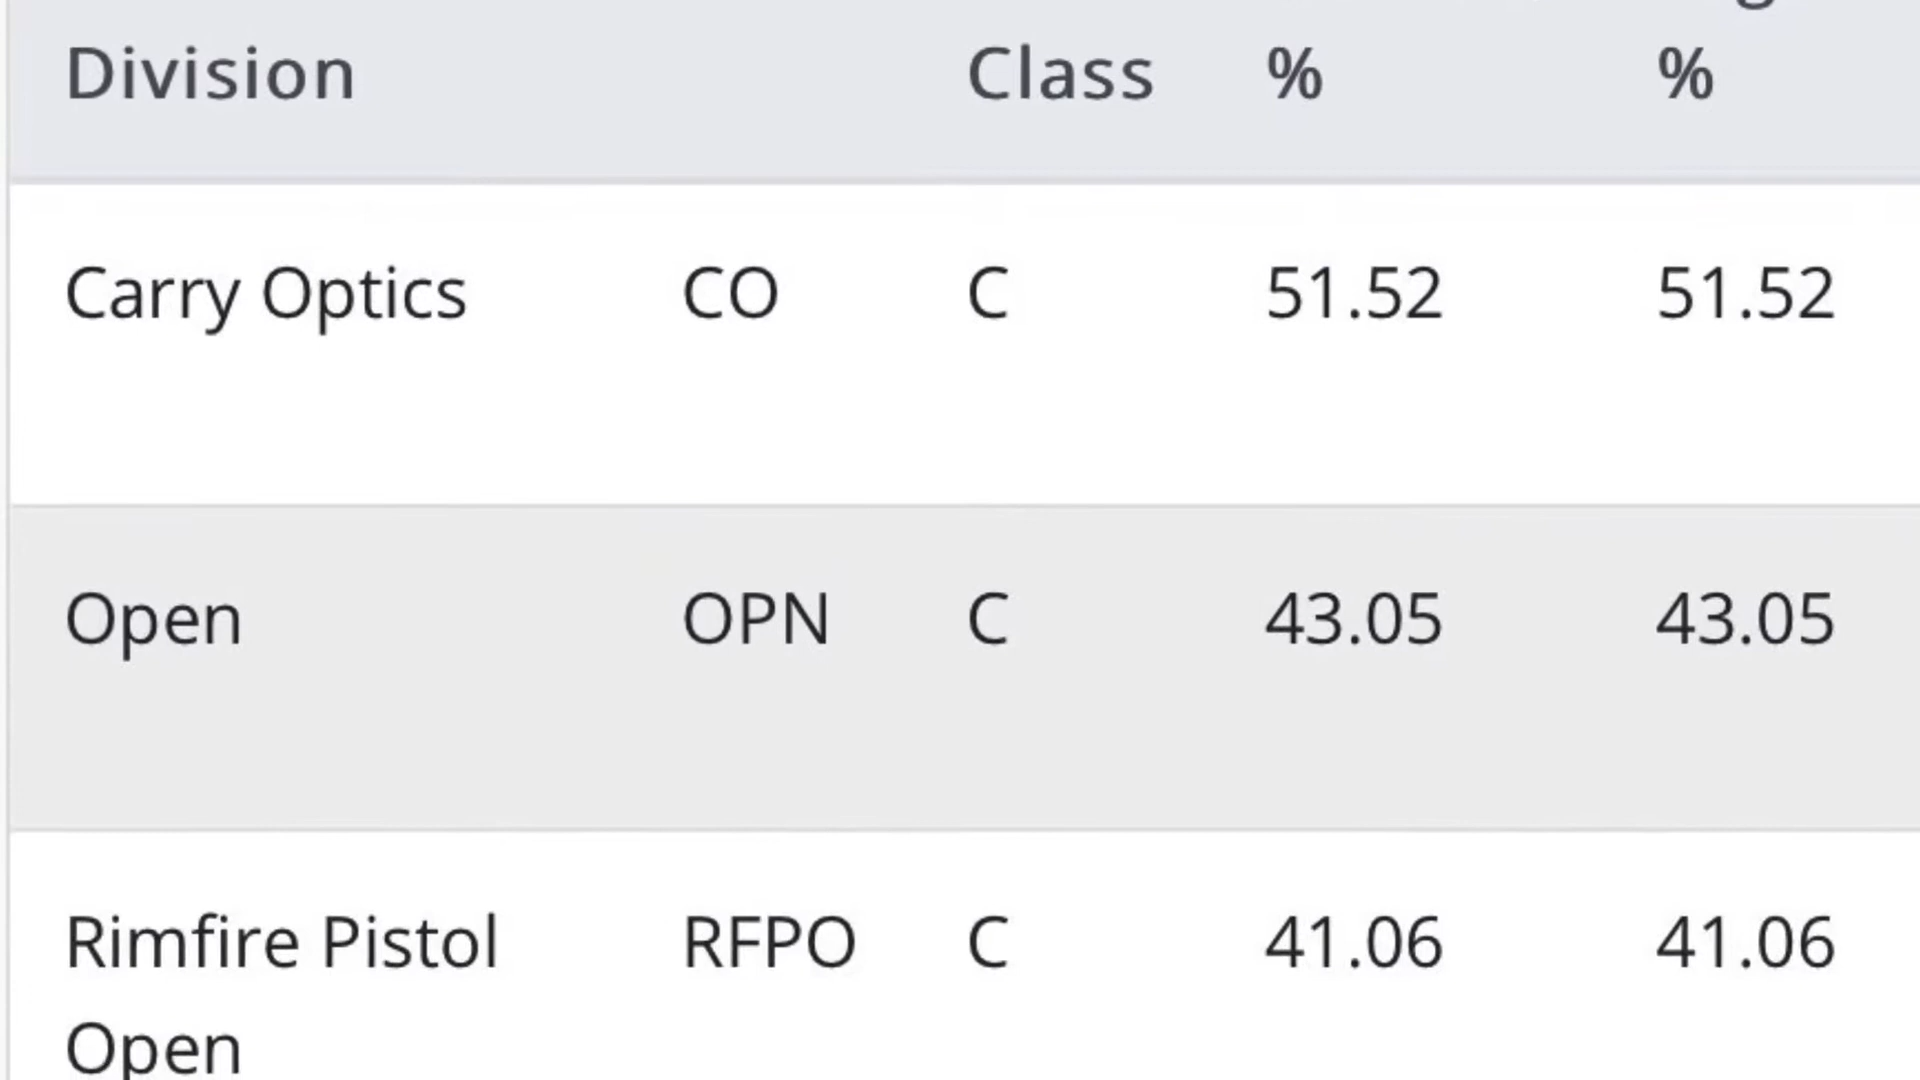 Division Class % %
Carry Optics CO C 51.52 51.52
Open OPN C 43.05 43.05
Rimfire Pistol RFPO C 41.06 41.06
Open